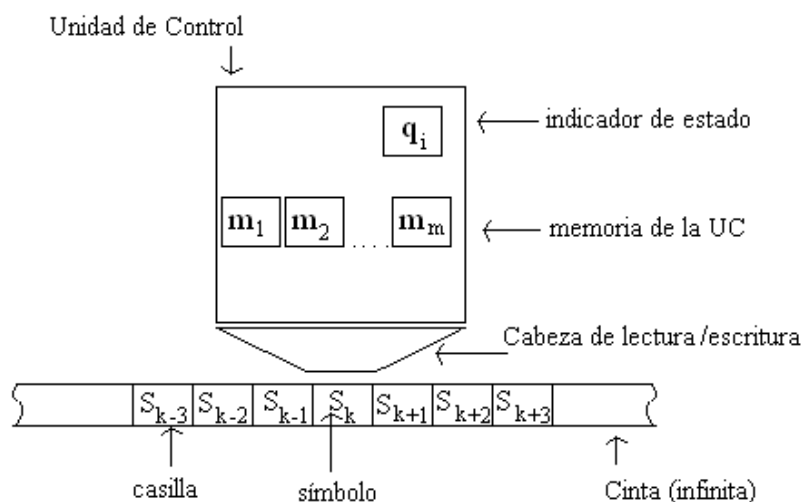 Unidad de Control
q_i
indicador de estado
m_1 m_2 .... m_m
memoria de la UC
Cabeza de lectura/escritura
S_k-3 S_k-2 S_k-1 S_k S_k+1 S_k+2 S_k+3
casilla símbolo Cinta (infinita)